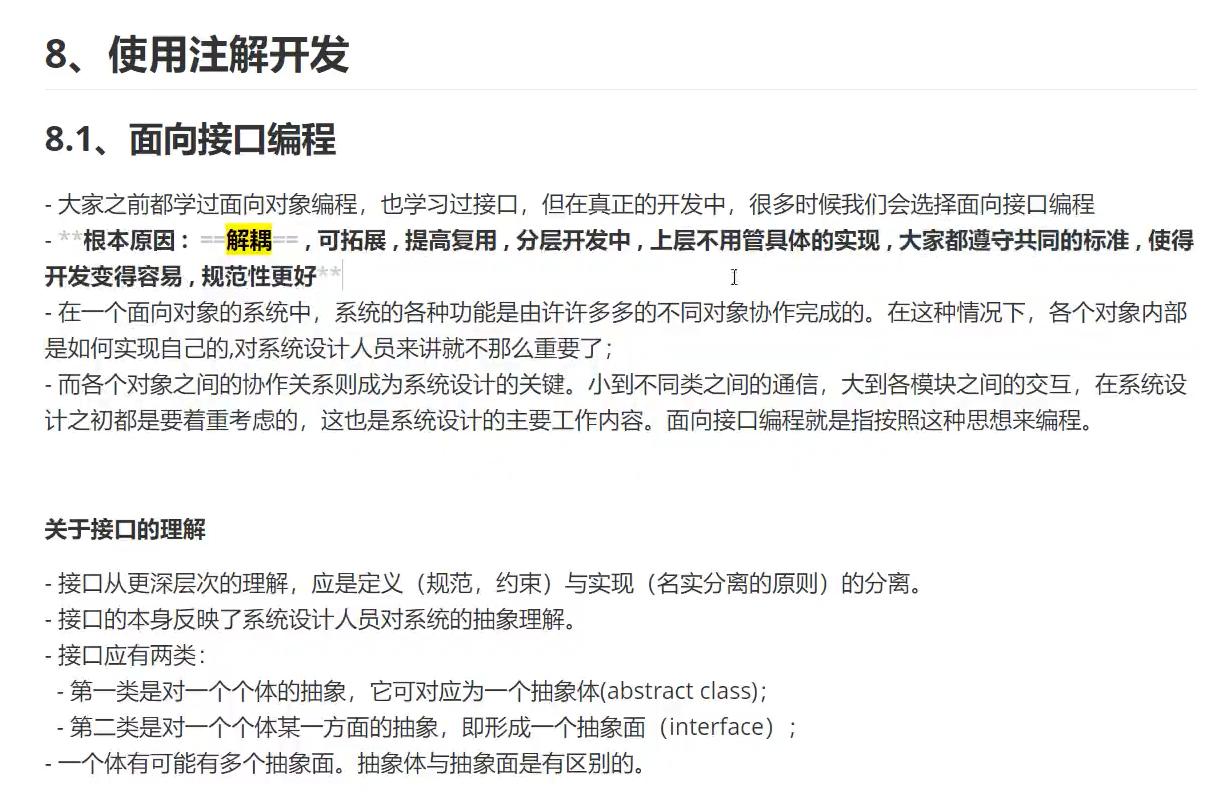 8、使用注解开发
8.1、面向接口编程
- 大家之前都学过面向对象编程，也学习过接口，但在真正的开发中，很多时候我们会选择面向接口编程
- **根本原因 : ==解耦== , 可拓展 , 提高复用 , 分层开发中 , 上层不用管具体的实现 , 大家都遵守共同的标准 , 使得
开发变得容易 , 规范性更好**
- 在一个面向对象的系统中，系统的各种功能是由许许多多的不同对象协作完成的。在这种情况下，各个对象内部
是如何实现自己的,对系统设计人员来讲就不那么重要了；
- 而各个对象之间的协作关系则成为系统设计的关键。小到不同类之间的通信，大到各模块之间的交互，在系统设
计之初都是要着重考虑的，这也是系统设计的主要工作内容。面向接口编程就是指按照这种思想来编程。
关于接口的理解
- 接口从更深层次的理解，应是定义（规范，约束）与实现（名实分离的原则）的分离。
- 接口的本身反映了系统设计人员对系统的抽象理解。
- 接口应有两类：
- 第一类是对一个个体的抽象，它可对应为一个抽象体(abstract class)；
- 第二类是对一个个体某一方面的抽象，即形成一个抽象面（interface）；
- 一个体有可能有多个抽象面。抽象体与抽象面是有区别的。